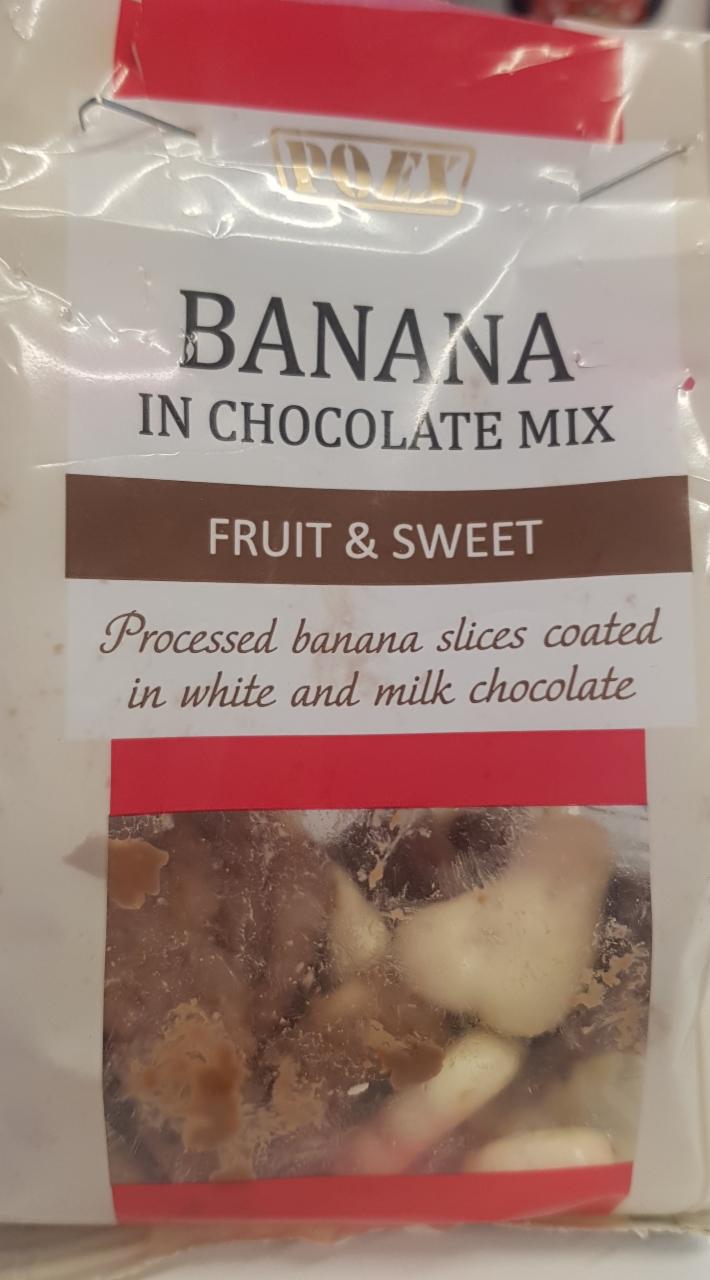 POEX
BANANA
IN CHOCOLATE MIX
FRUIT & SWEET
Processed banana slices coated
in white and milk chocolate